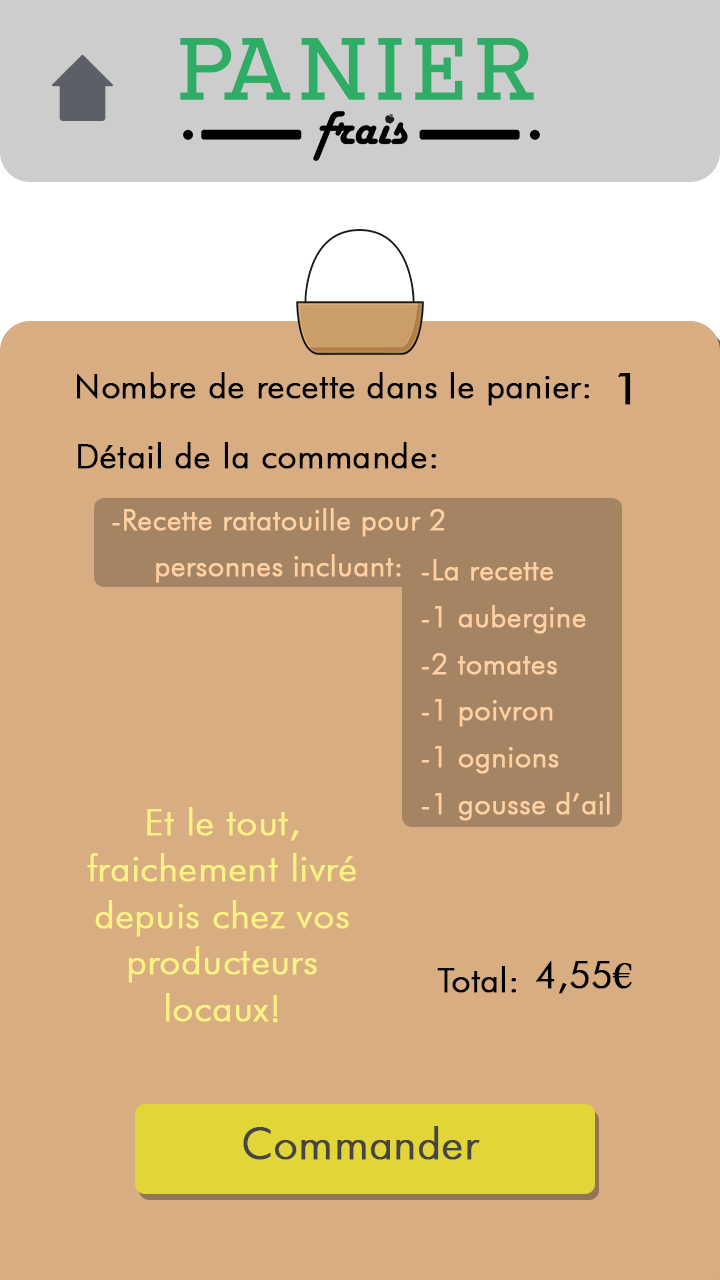 PANIER
frais
Nombre de recette dans le panier: 1
Détail de la commande:
-Recette ratatouille pour 2
personnes incluant:
-La recette
-1 aubergine
-2 tomates
-1 poivron
-1 ognions
-1 gousse d’ail
Et le tout,
fraichement livré
depuis chez vos
producteurs
locaux!
Total: 4,55€
Commander